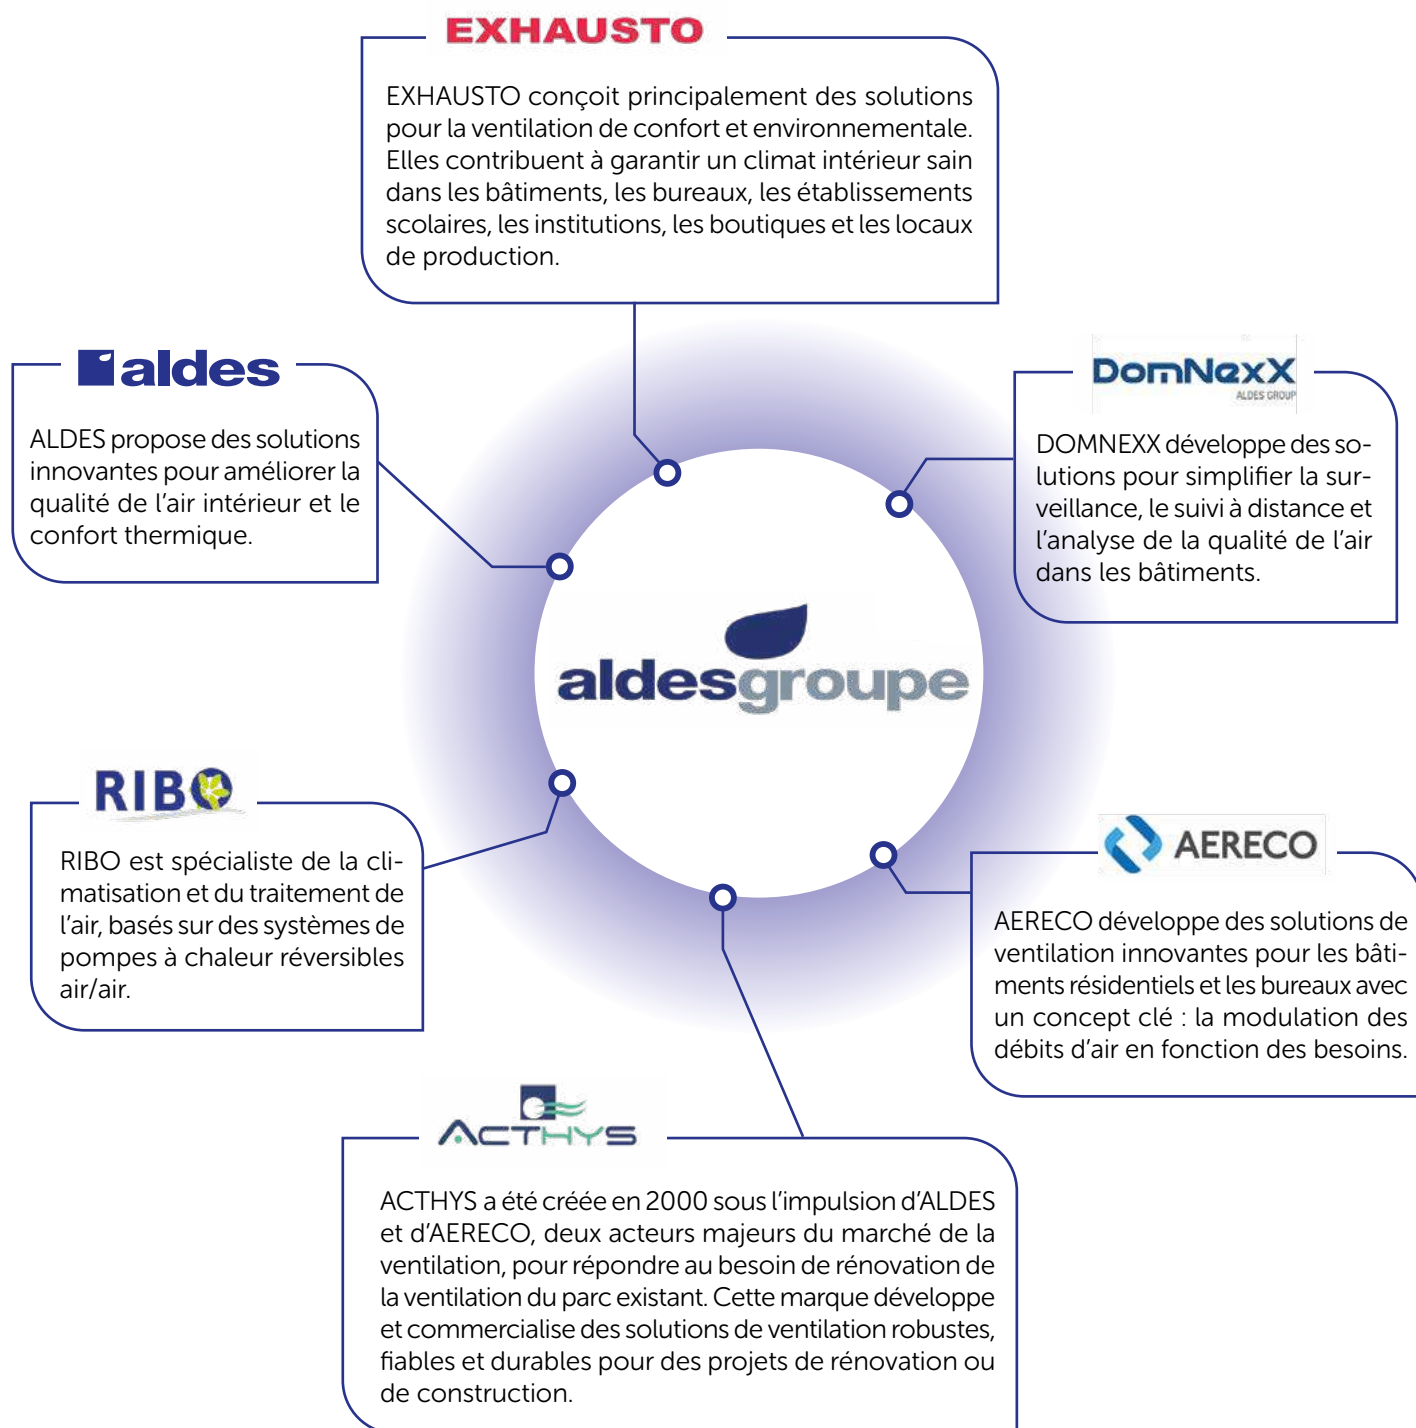 EXHAUSTO
EXHAUSTO conçoit principalement des solutions
pour la ventilation de confort et environnementale.
Elles contribuent à garantir un climat intérieur sain
dans les bâtiments, les bureaux, les établissements
scolaires, les institutions, les boutiques et les locaux
de production.
aldes
ALDES propose des solutions
innovantes pour améliorer la
qualité de l’air intérieur et le
confort thermique.
DomNexX
ALDES GROUP
DOMNEXX développe des so-
lutions pour simplifier la sur-
veillance, le suivi à distance et
l’analyse de la qualité de l’air
dans les bâtiments.
aldesgroupe
RIBO
RIBO est spécialiste de la cli-
matisation et du traitement de
l’air, basés sur des systèmes de
pompes à chaleur réversibles
air/air.
AERECO
AERECO développe des solutions de
ventilation innovantes pour les bâti-
ments résidentiels et les bureaux avec
un concept clé : la modulation des
débits d’air en fonction des besoins.
ACTHYS
ACTHYS a été créée en 2000 sous l’impulsion d’ALDES
et d’AERECO, deux acteurs majeurs du marché de la
ventilation, pour répondre au besoin de rénovation de
la ventilation du parc existant. Cette marque développe
et commercialise des solutions de ventilation robustes,
fiables et durables pour des projets de rénovation ou
de construction.